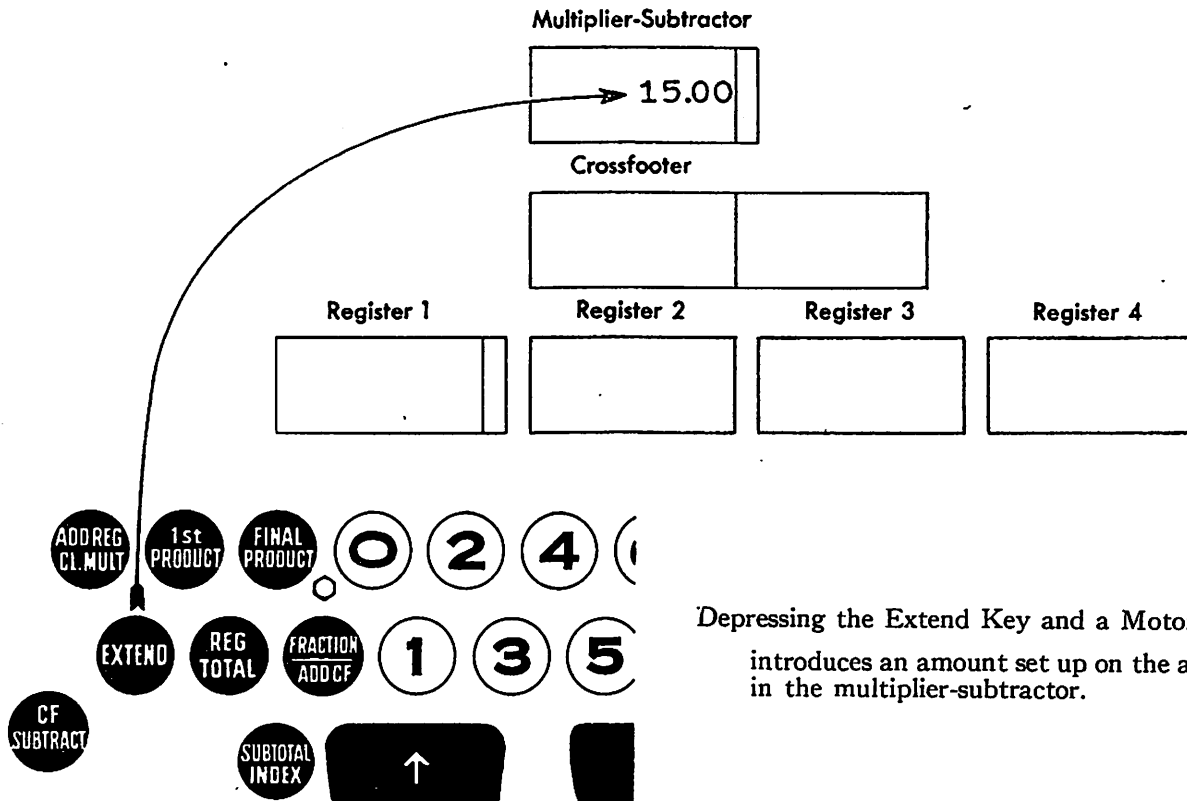 Multiplier-Subtractor
15.00
Crossfooter
Register 1 Register 2 Register 3 Register 4
ADD REG
CL. MULT
1st
PRODUCT
FINAL
PRODUCT
0 2 4
EXTEND
REG
TOTAL
FRACTION
ADD CF
1 3 5
CF
SUBTRACT
SUBTOTAL
INDEX
↑
Depressing the Extend Key and a
introduces an amount set up on the
in the multiplier-subtractor.